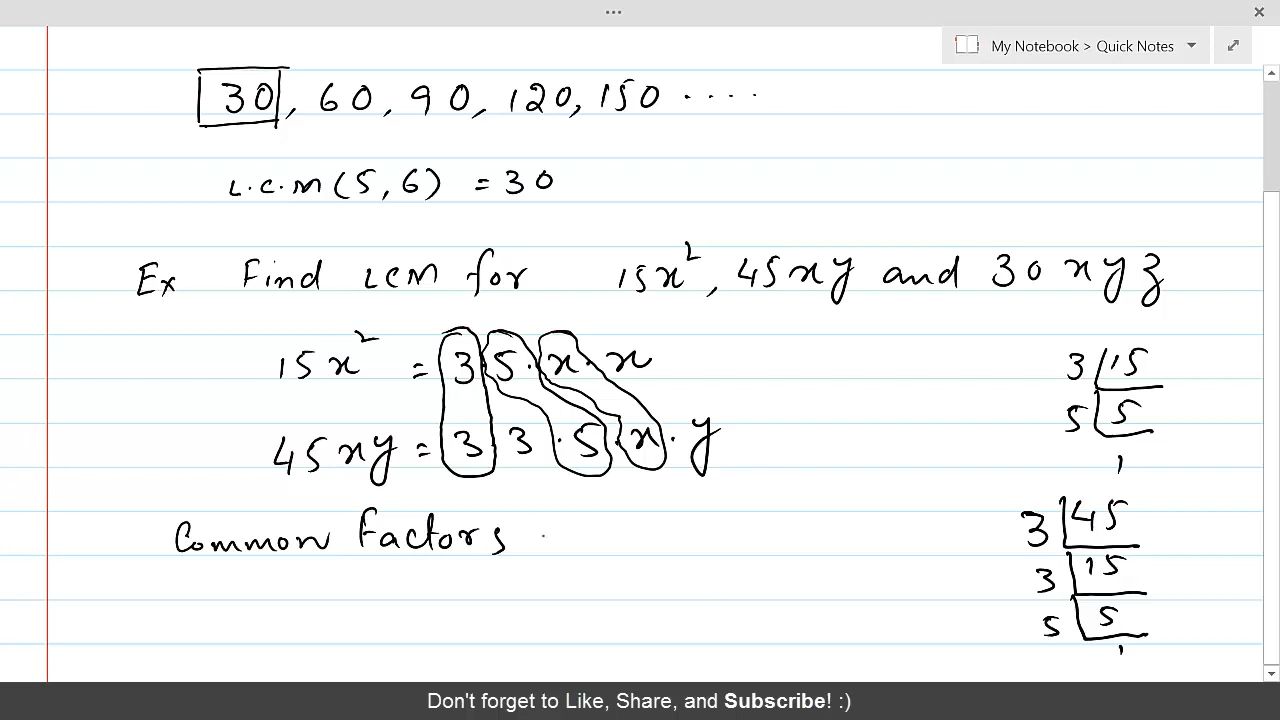 ...
My Notebook > Quick Notes
30, 60, 90, 120, 150 ....
L.C.M (5, 6) = 30
Ex Find LCM for 15x², 45xy and 30xyz
15x² = 3 5 . x . x
45xy = 3 3 . 5 . x . y
Common Factors
3 15
5 5
1
3 45
3 15
5 5
1
Don't forget to Like, Share, and Subscribe! :)